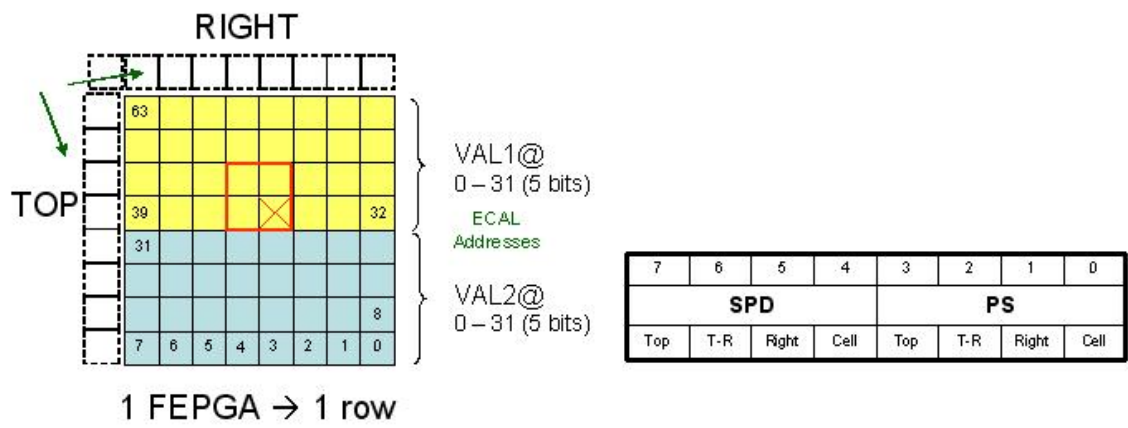 RIGHT
63
VAL1@
0 – 31 (5 bits)
TOP
39 32
ECAL
Addresses
31
VAL2@
0 – 31 (5 bits)
8
7 6 5 4 3 2 1 0
1 FEPGA → 1 row
7 6 5 4 3 2 1 0
SPD PS
Top T-R Right Cell Top T-R Right Cell